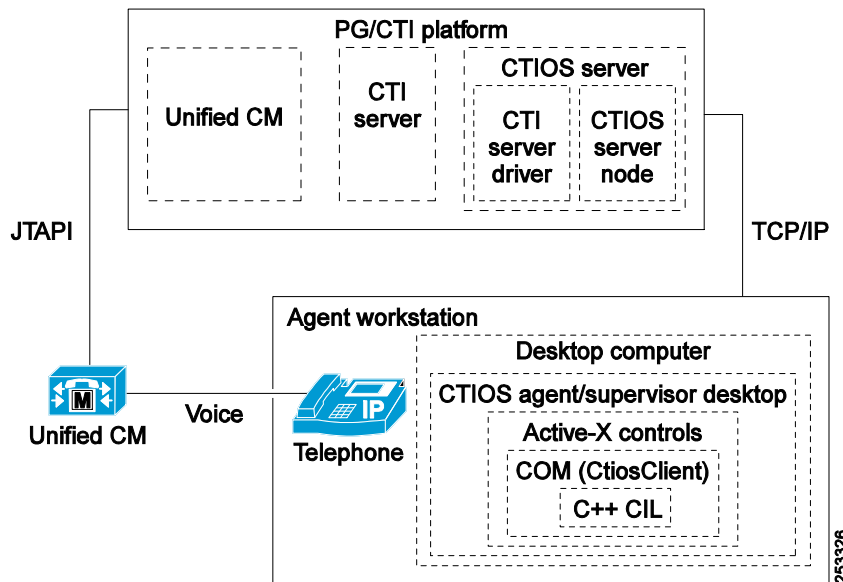 PG/CTI platform
Unified CM
CTI
server
CTIOS server
CTI
server
driver
CTIOS
server
node
JTAPI
TCP/IP
Agent workstation
Desktop computer
CTIOS agent/supervisor desktop
Active-X controls
COM (CtiosClient)
C++ CIL
M
Unified CM
Voice
IP
Telephone
253326